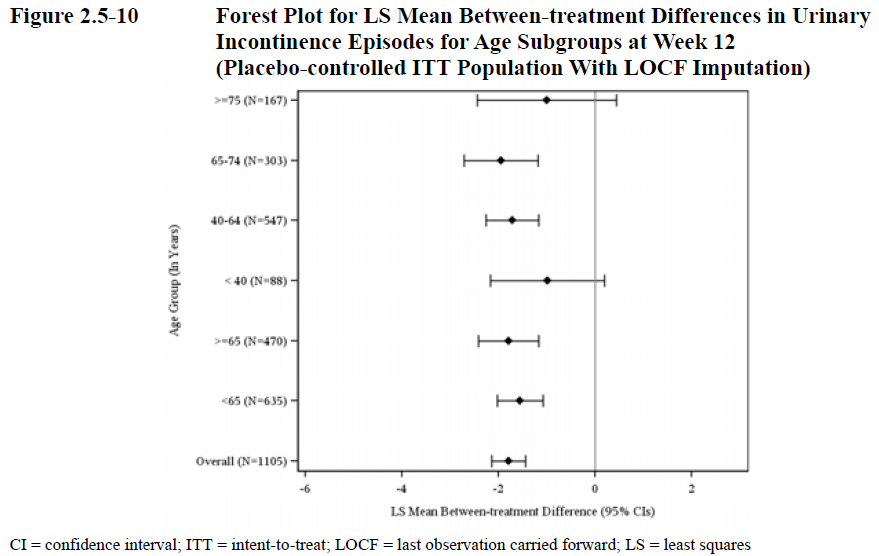 Figure 2.5-10 Forest Plot for LS Mean Between-treatment Differences in Urinary
Incontinence Episodes for Age Subgroups at Week 12
(Placebo-controlled ITT Population With LOCF Imputation)
>=75 (N=167)
65-74 (N=303)
40-64 (N=547)
<40 (N=88)
>=65 (N=470)
<65 (N=635)
Overall (N=1105)
Age Group (In Years)
-6 -4 -2 0 2
LS Mean Between-treatment Difference (95% CIs)
CI = confidence interval; ITT = intent-to-treat; LOCF = last observation carried forward; LS = least squares